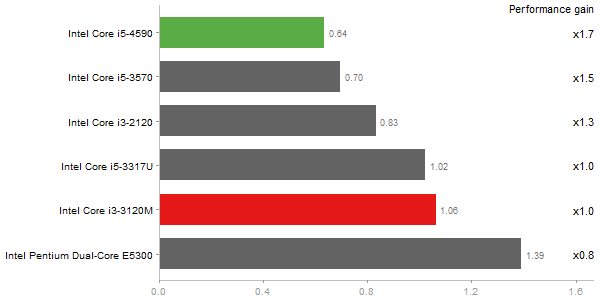 Performance gain
Intel Core i5-4590 0.64 x1.7
Intel Core i5-3570 0.70 x1.5
Intel Core i3-2120 0.83 x1.3
Intel Core i5-3317U 1.02 x1.0
Intel Core i3-3120M 1.06 x1.0
Intel Pentium Dual-Core E5300 1.39 x0.8
0.0 0.4 0.8 1.2 1.6